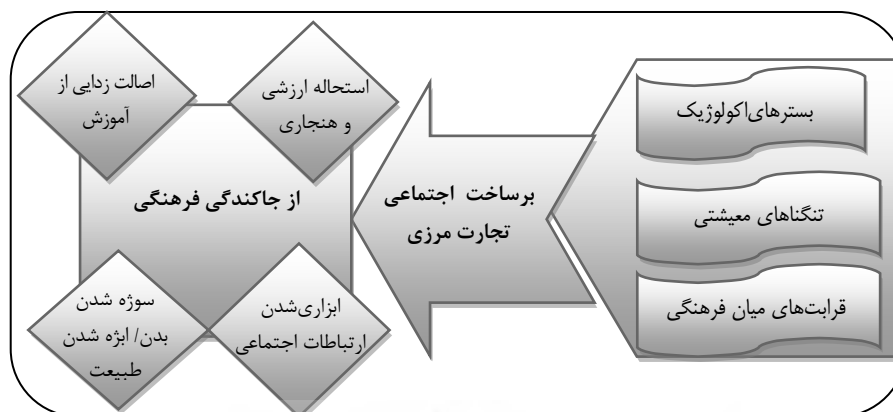 بسترهای‌اکولوژیک
تنگناهای معیشتی
قرابت‌های میان فرهنگی
برساخت اجتماعی
تجارت مرزی
از جاکندگی فرهنگی
استحاله ارزشی
و هنجاری
اصالت زدایی از
آموزش
ابزاری‌شدن
ارتباطات اجتماعی
سوژه شدن
بدن/ ابژه شدن
طبیعت